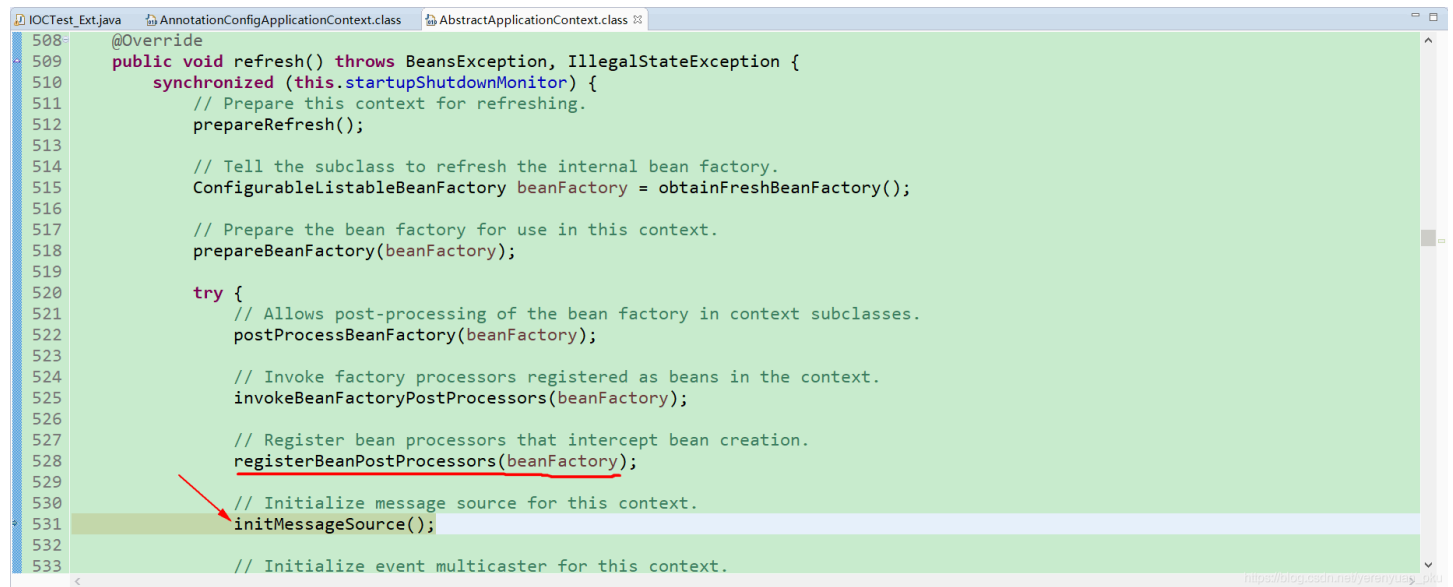 IOCTest_Ext.java AnnotationConfigApplicationContext.class AbstractApplicationContext.class
508 @Override
509 public void refresh() throws BeansException, IllegalStateException {
510 synchronized (this.startupShutdownMonitor) {
511 // Prepare this context for refreshing.
512 prepareRefresh();
513
514 // Tell the subclass to refresh the internal bean factory.
515 ConfigurableListableBeanFactory beanFactory = obtainFreshBeanFactory();
516
517 // Prepare the bean factory for use in this context.
518 prepareBeanFactory(beanFactory);
519
520 try {
521 // Allows post-processing of the bean factory in context subclasses.
522 postProcessBeanFactory(beanFactory);
523
524 // Invoke factory processors registered as beans in the context.
525 invokeBeanFactoryPostProcessors(beanFactory);
526
527 // Register bean processors that intercept bean creation.
528 registerBeanPostProcessors(beanFactory);
529
530 // Initialize message source for this context.
531 initMessageSource();
532
533 // Initialize event multicaster for this context.